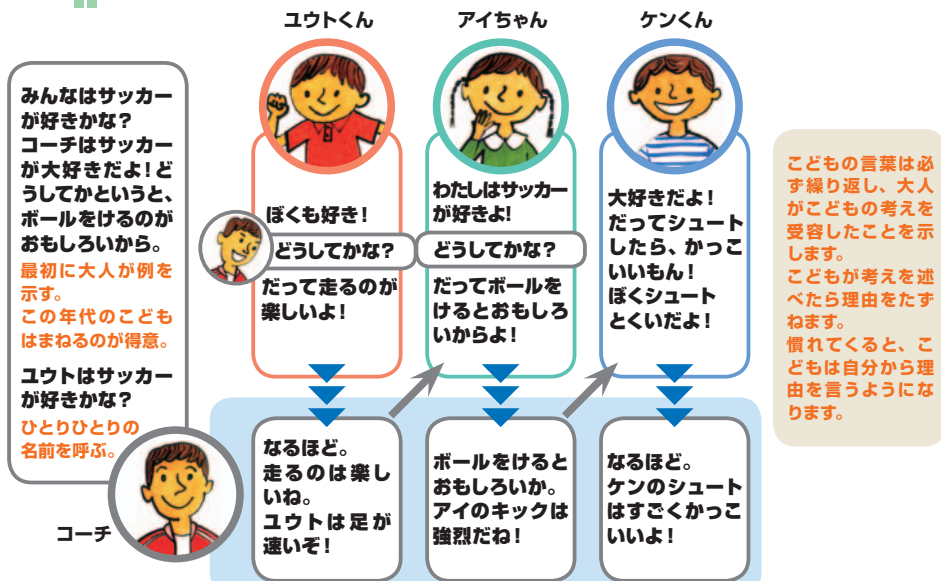 ユウトくん
アイちゃん
ケンくん
みんなはサッカー
が好きかな？
コーチはサッカー
が大好きだよ！ど
うしてかというと、
ボールをけるのが
おもしろいから。
最初に大人が例を
示す。
この年代のこども
はまねるのが得意。
ユウトはサッカー
が好きかな？
ひとりひとりの
名前を呼ぶ。
コーチ
ぼくも好き！
どうしてかな？
だって走るのが
楽しいよ！
なるほど。
走るのは楽し
いね。
ユウトは足が
速いぞ！
わたしはサッカー
が好きよ！
どうしてかな？
だってボールを
けるとおもしろ
いからよ！
ボールをけると
おもしろいか。
アイのキックは
強烈だね！
大好きだよ！
だってシュート
したら、かっこ
いいもん！
ぼくシュート
とくいだよ！
なるほど。
ケンのシュート
はすごくかっこ
いいよ！
こどもの言葉は必
ず繰り返し、大人
がこどもの考えを
受容したことを示
します。
こどもが考えを述
べたら理由をたず
ねます。
慣れてくると、こ
どもは自分から理
由を言うようにな
ります。